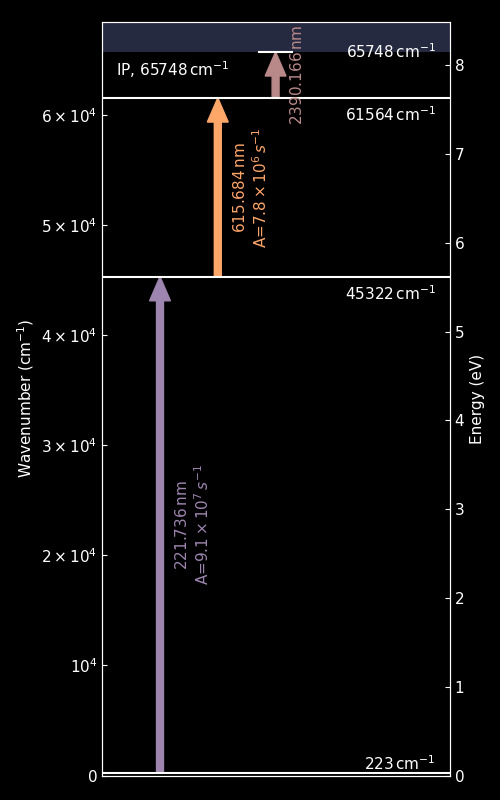 65748 cm⁻¹
IP, 65748 cm⁻¹
2390.166 nm
61564 cm⁻¹
615.684 nm
A=7.8 × 10⁶ s⁻¹
45322 cm⁻¹
221.736 nm
A=9.1 × 10⁷ s⁻¹
223 cm⁻¹
Wavenumber (cm⁻¹)
6 × 10⁴
5 × 10⁴
4 × 10⁴
3 × 10⁴
2 × 10⁴
10⁴
0
Energy (eV)
8
7
6
5
4
3
2
1
0